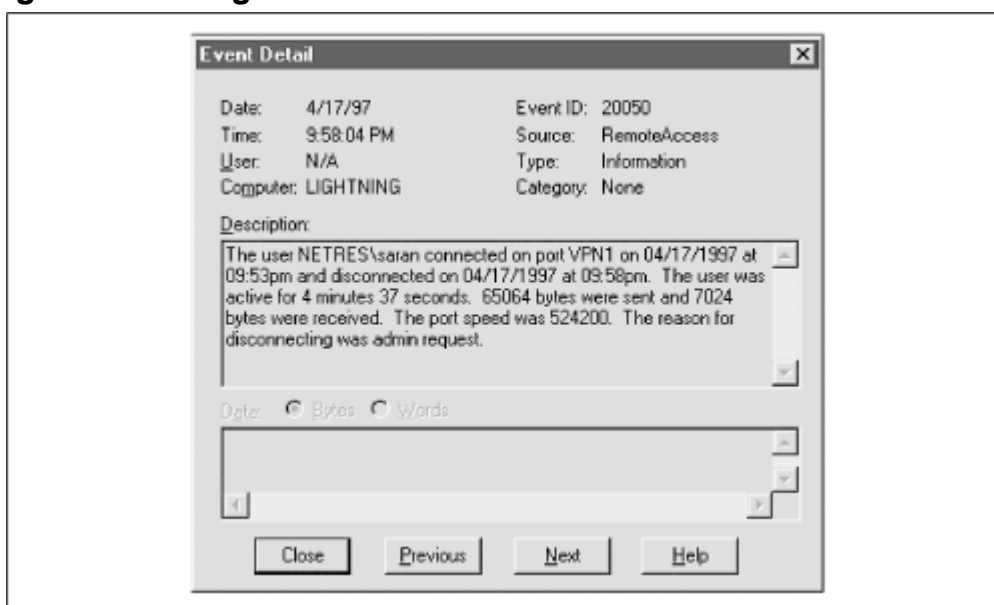 Event Detail
Date: 4/17/97 Event ID: 20050
Time: 9:58:04 PM Source: RemoteAccess
User: N/A Type: Information
Computer: LIGHTNING Category: None
Description:
The user NETRES\saran connected on port VPN1 on 04/17/1997 at
09:53pm and disconnected on 04/17/1997 at 09:58pm. The user was
active for 4 minutes 37 seconds. 65064 bytes were sent and 7024
bytes were received. The port speed was 524200. The reason for
disconnecting was admin request.
Data: Bytes Words
Close Previous Next Help